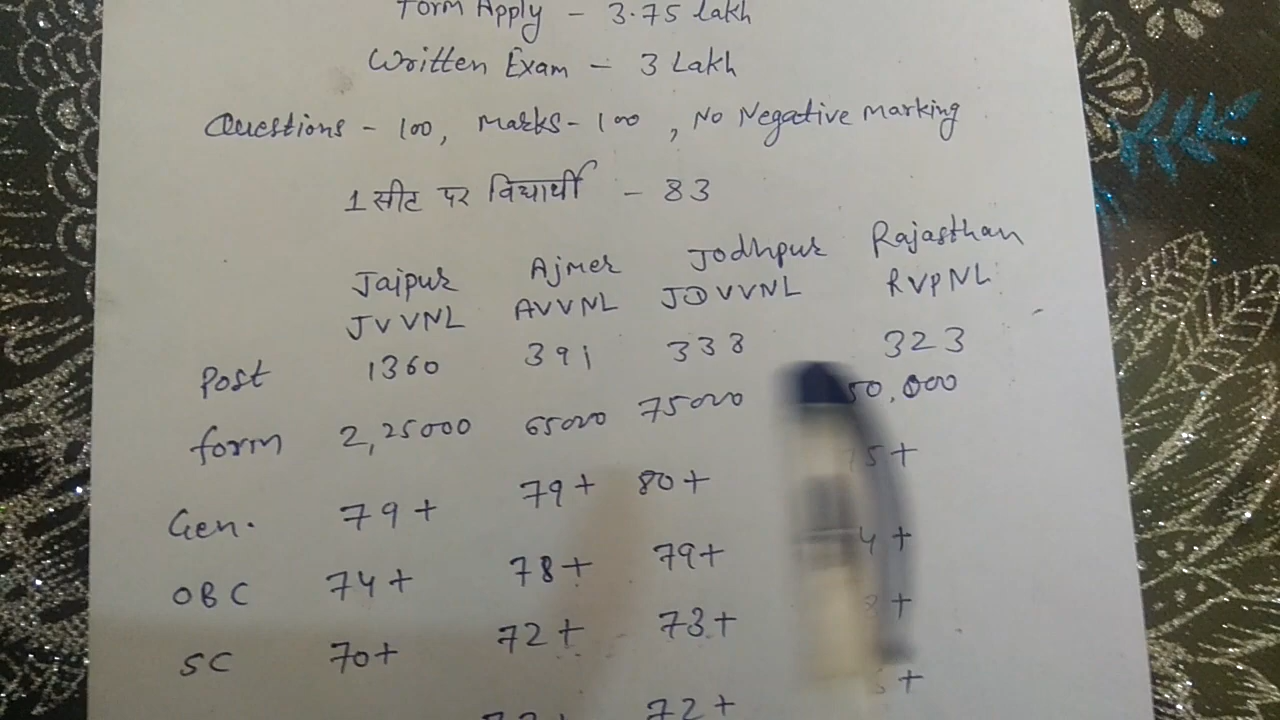 Form Apply - 3.75 lakh
Written Exam - 3 Lakh
Questions - 100, Marks - 100, No Negative Marking
1 सीट पर विद्यार्थी - 83
Jaipur Ajmer Jodhpur Rajasthan
JVVNL AVVNL JDVVNL RVPNL
Post 1360 391 338 323
form 2,25000 65000 75000 50,000
Gen. 79+ 79+ 80+
OBC 74+ 78+ 79+
SC 70+ 72+ 73+
72+